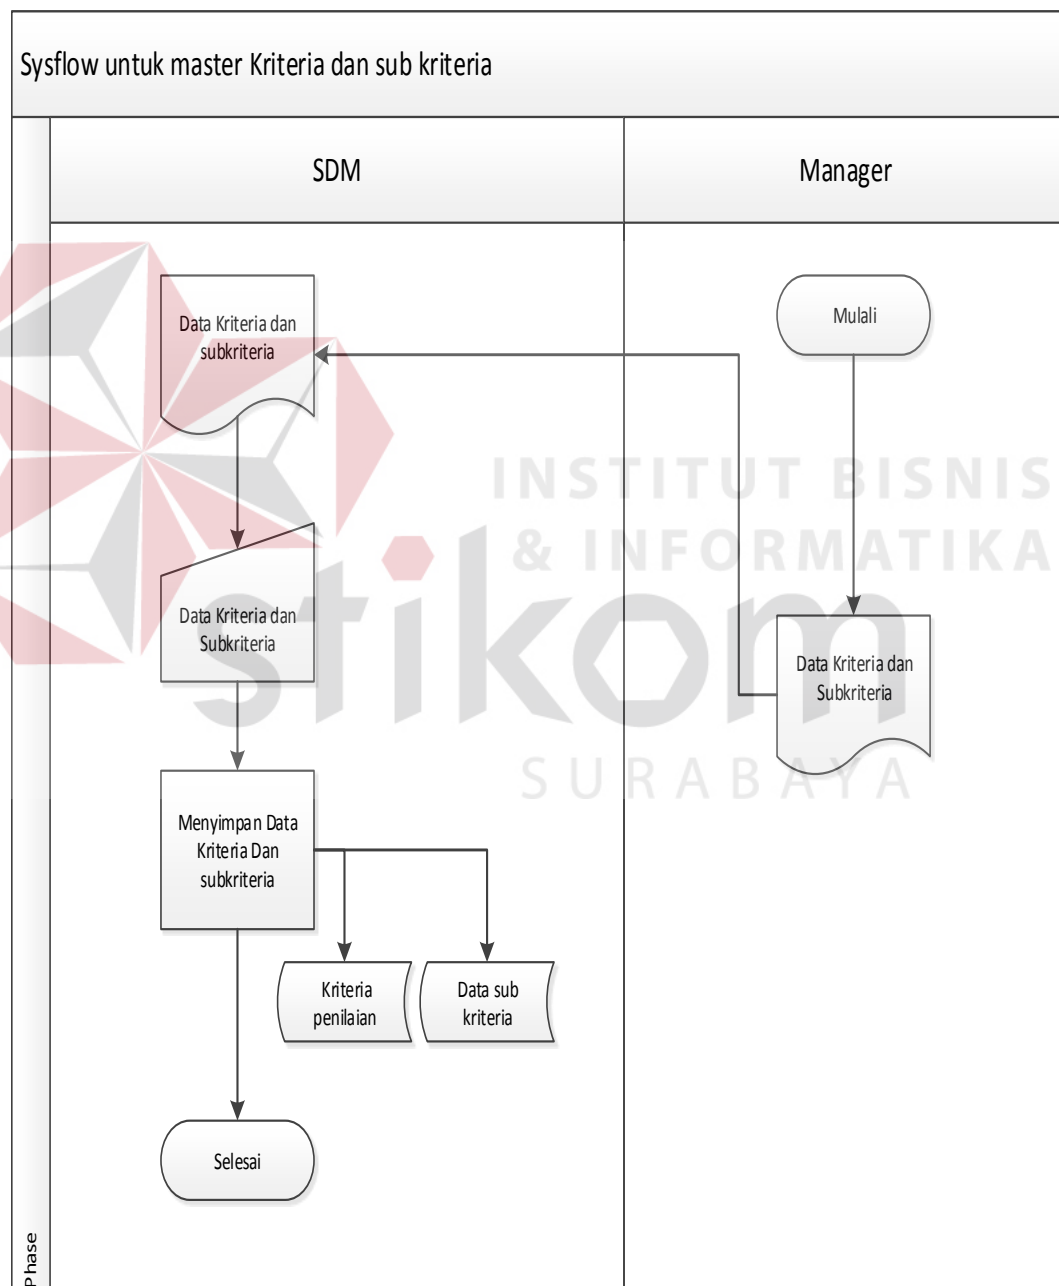 Sysflow untuk master Kriteria dan sub kriteria
SDM
Manager
Data Kriteria dan
subkriteria
Mulali
INSTITUT BISNIS
& INFORMATIKA
stikom
SURABAYA
Data Kriteria dan
Subkriteria
Data Kriteria dan
Subkriteria
Menyimpan Data
Kriteria Dan
subkriteria
Kriteria
penilaian
Data sub
kriteria
Selesai
Phase